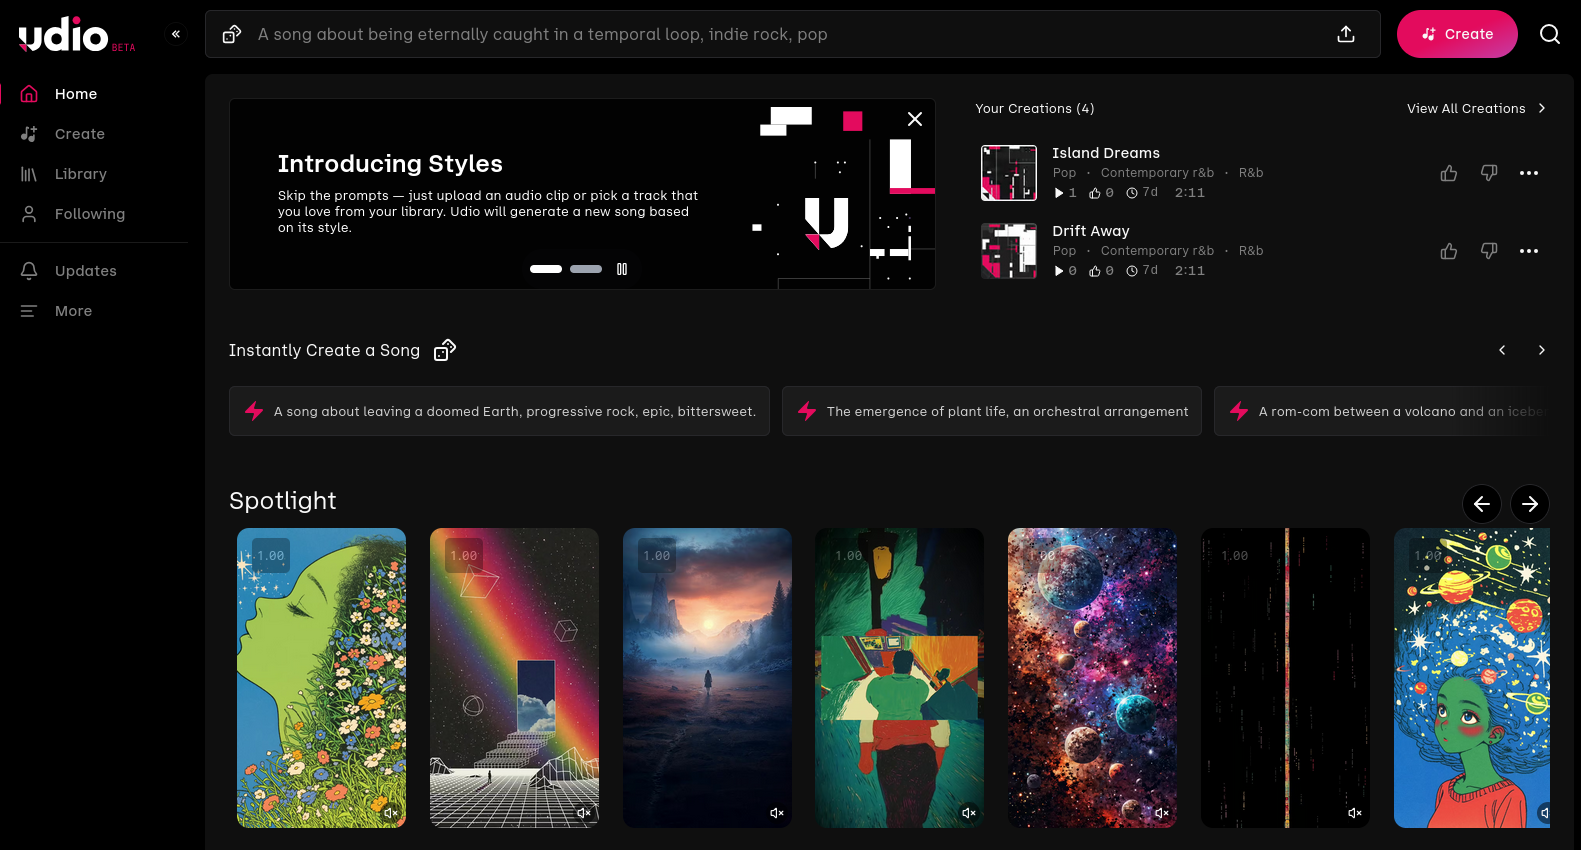 udio BETA
A song about being eternally caught in a temporal loop, indie rock, pop
Create
Home
Create
Library
Following
Updates
More
Introducing Styles
Skip the prompts — just upload an audio clip or pick a track that
you love from your library. Udio will generate a new song based
on its style.
Your Creations (4)
View All Creations
Island Dreams
Pop · Contemporary r&b · R&b
1 0 7d 2:11
Drift Away
Pop · Contemporary r&b · R&b
0 0 7d 2:11
Instantly Create a Song
A song about leaving a doomed Earth, progressive rock, epic, bittersweet.
The emergence of plant life, an orchestral arrangement
A rom-com between a volcano and an
Spotlight
1.00
1.00
1.00
1.00
1.00
1.00
1.00